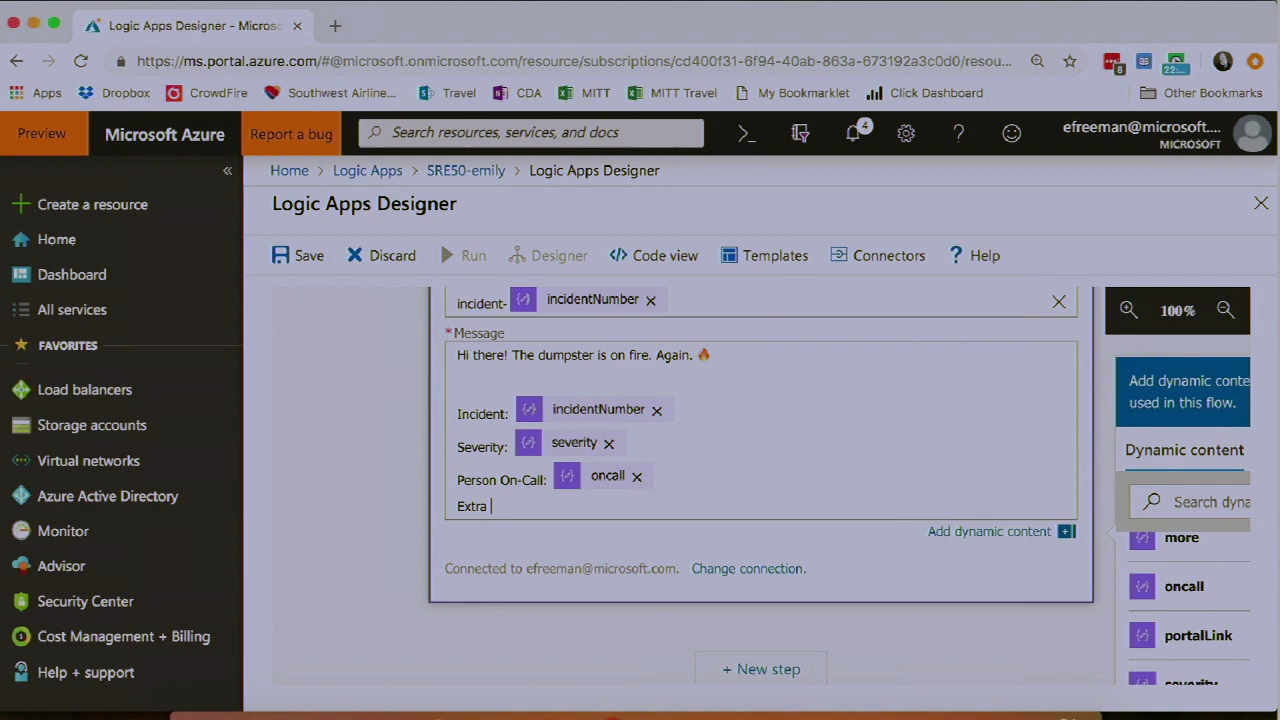 Logic Apps Designer - Micros
https://ms.portal.azure.com/#@microsoft.onmicrosoft.com/resource/subscriptions/cd400f31-6f94-40ab-863a-673192a3c0d0/resou...
8
22:...
Apps
Dropbox
CrowdFire
Southwest Airline...
Travel
CDA
MITT
MITT Travel
My Bookmarklet
Click Dashboard
Other Bookmarks
Preview
Microsoft Azure
Report a bug
Search resources, services, and docs
4
efreeman@microsoft....
MICROSOFT
Home > Logic Apps > SRE50-emily > Logic Apps Designer
Logic Apps Designer
Save
Discard
Run
Designer
Code view
Templates
Connectors
Help
Create a resource
Home
Dashboard
All services
FAVORITES
Load balancers
Storage accounts
Virtual networks
Azure Active Directory
Monitor
Advisor
Security Center
Cost Management + Billing
Help + support
incident- incidentNumber
* Message
Hi there! The dumpster is on fire. Again. 🔥
Incident: incidentNumber
Severity: severity
Person On-Call: oncall
Extra
Add dynamic content
Connected to efreeman@microsoft.com. Change connection.
+ New step
100%
Add dynamic conte
used in this flow.
Dynamic content
Search dyna
more
oncall
portalLink
severity